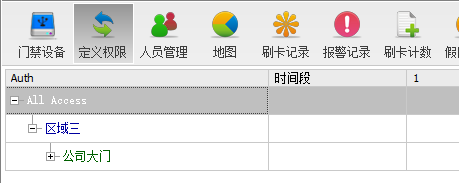 门禁设备 定义权限 人员管理 地图 刷卡记录 报警记录 刷卡计数
Auth 时间段 1
All Access
区域三
公司大门